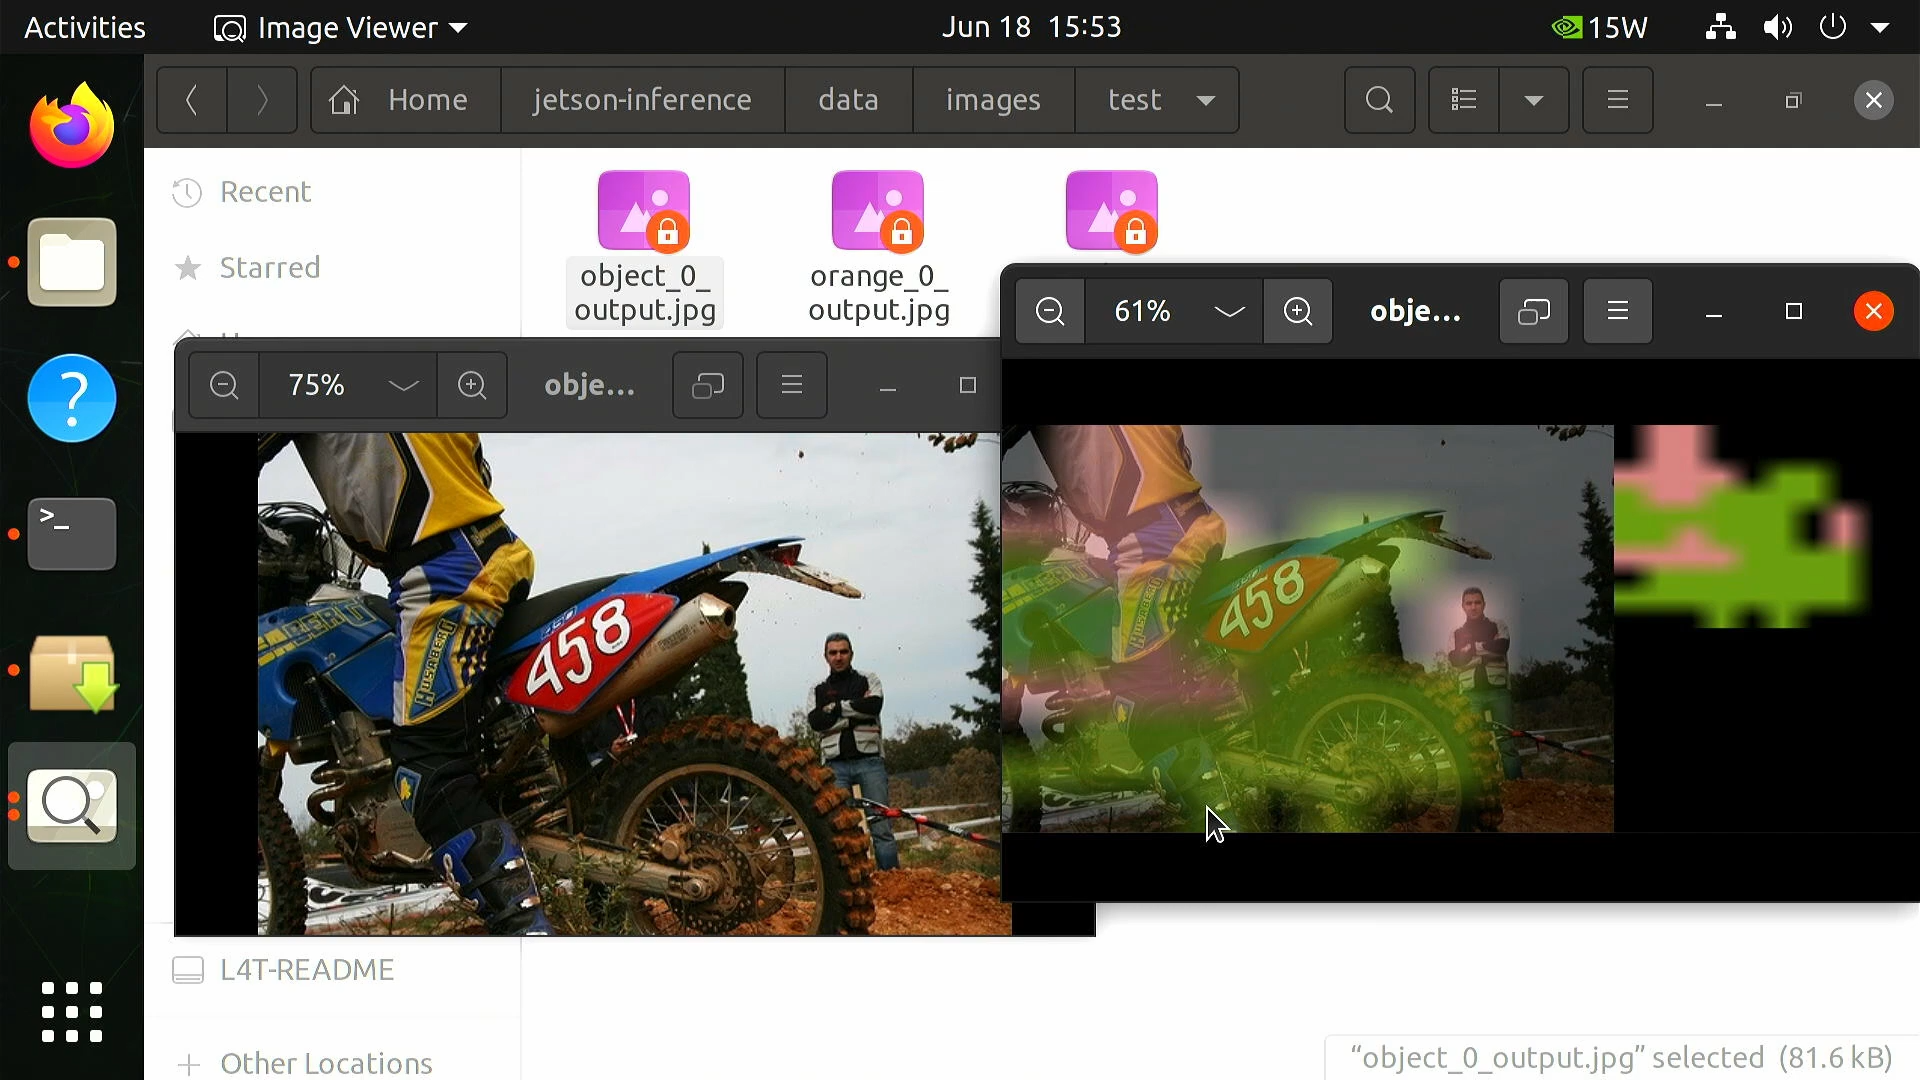 Activities
Image Viewer
Jun 18 15:53
15W
Home
jetson-inference
data
images
test
Recent
Starred
object_0_
output.jpg
orange_0_
output.jpg
61%
obje...
75%
obje...
458
HUSABERG
458
L4T-README
Other Locations
“object_0_output.jpg” selected (81.6 kB)